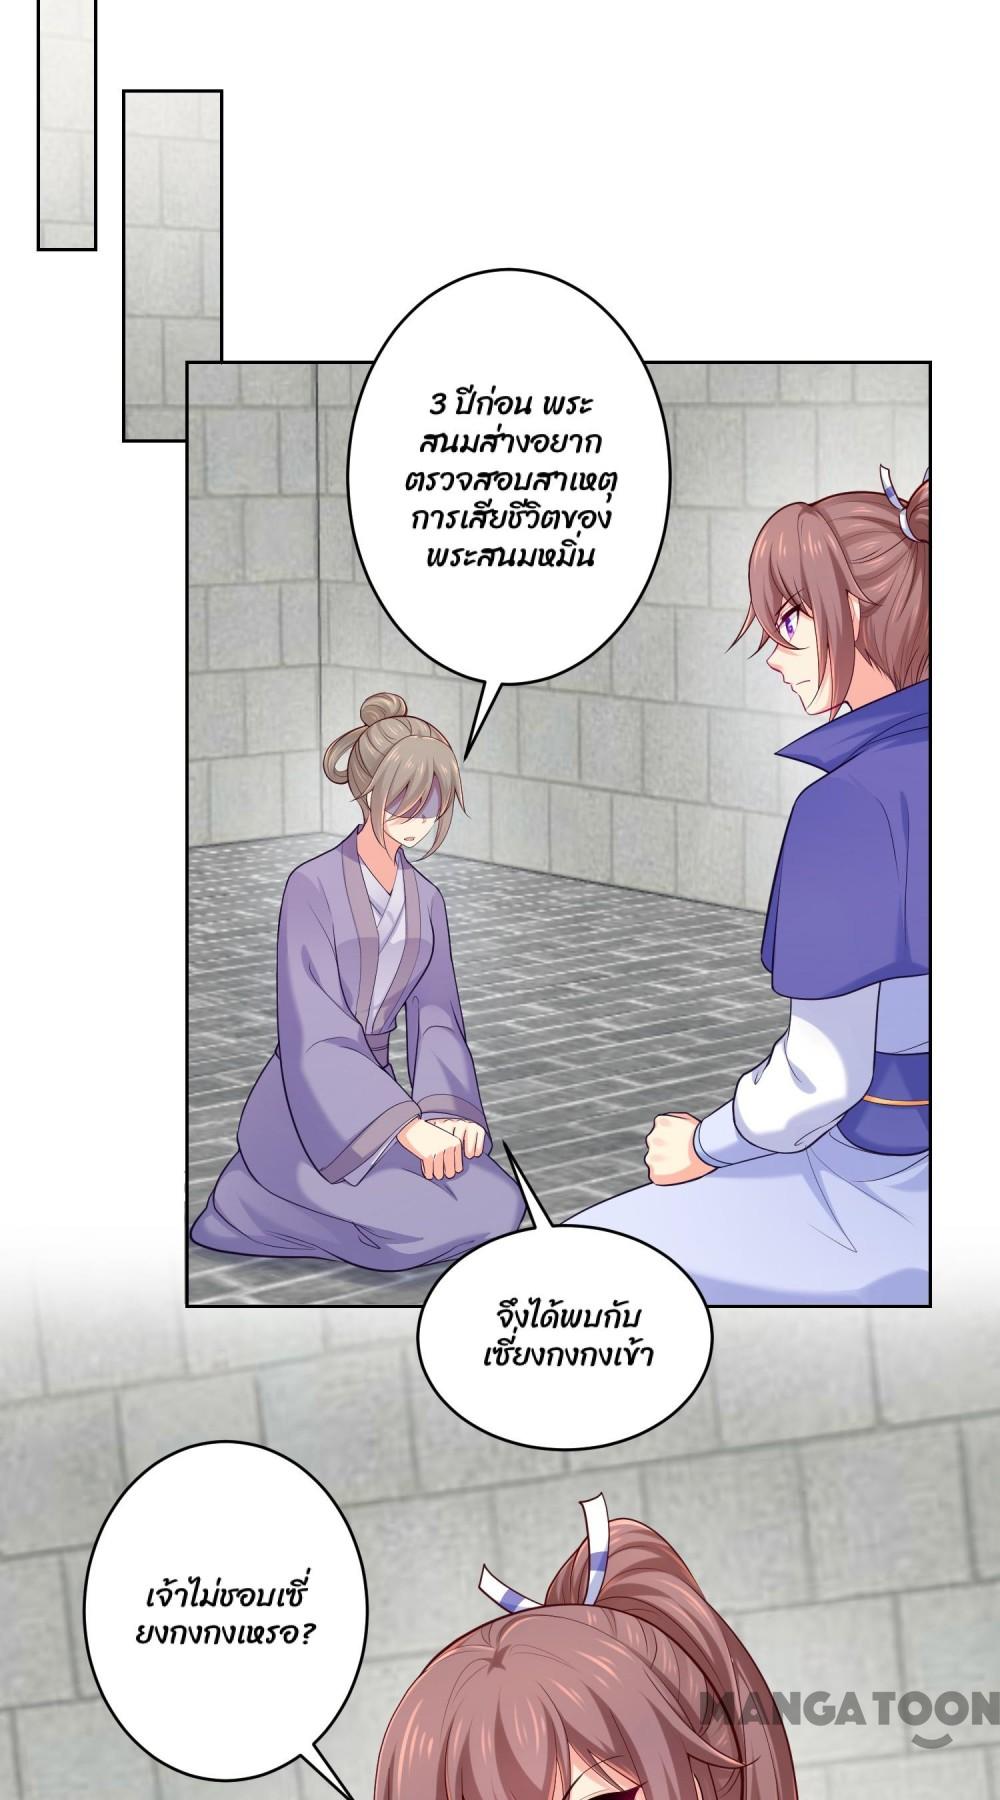 3 ปีก่อน พระ
สนมส่างอยาก
ตรวจสอบสาเหตุ
การเสียชีวิตของ
พระสนมหมิ่น
จึงได้พบกับ
เซี่ยงกงกงเข้า
เจ้าไม่ชอบเซี่
ยงกงกงเหรอ?
MANGATOON